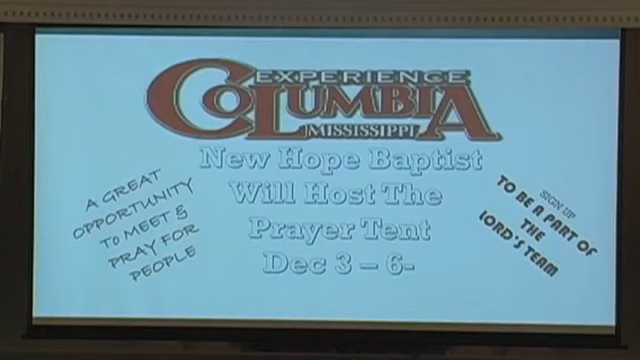 EXPERIENCE
COLUMBIA
MISSISSIPPI
New Hope Baptist
Will Host The
Prayer Tent
Dec 3 – 6-
A GREAT
OPPORTUNITY
TO MEET &
PRAY FOR
PEOPLE
SIGN UP
TO BE A PART OF
THE
LORD'S TEAM